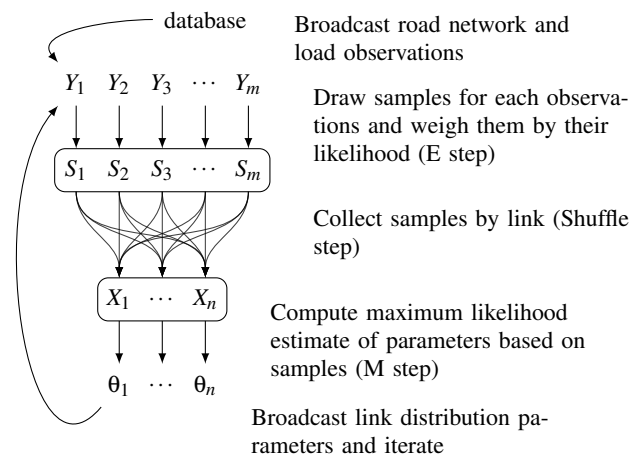 database
Broadcast road network and
load observations
Y₁ Y₂ Y₃ ··· Yₘ
Draw samples for each observa-
tions and weigh them by their
likelihood (E step)
S₁ S₂ S₃ ··· Sₘ
Collect samples by link (Shuffle
step)
X₁ ··· Xₙ
Compute maximum likelihood
estimate of parameters based on
samples (M step)
θ₁ ··· θₙ
Broadcast link distribution pa-
rameters and iterate